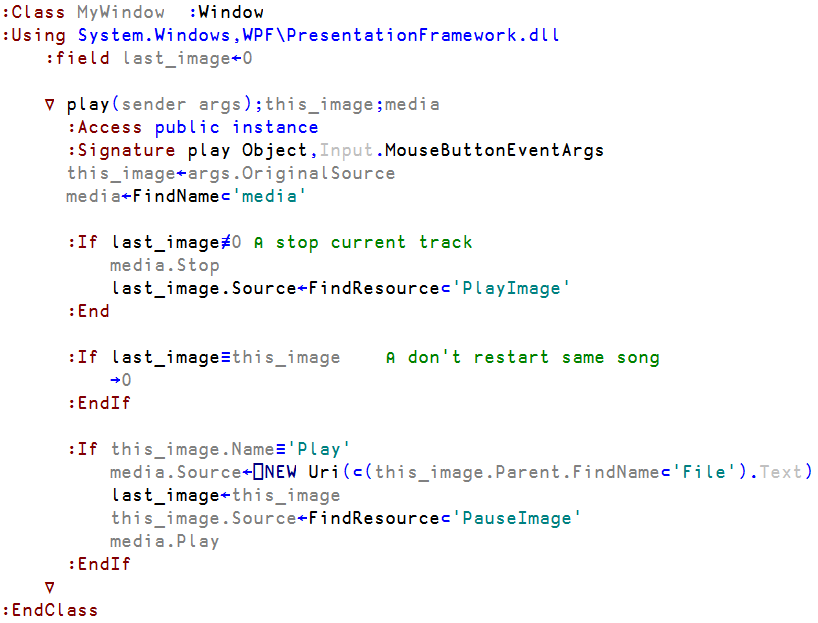 :Class MyWindow  :Window
:Using System.Windows,WPF\PresentationFramework.dll
    :field last_image←0

    ∇ play(sender args);this_image;media
      :Access public instance
      :Signature play Object,Input.MouseButtonEventArgs
      this_image←args.OriginalSource
      media←FindName⊂'media'

      :If last_image≢0 ⍝ stop current track
          media.Stop
          last_image.Source←FindResource⊂'PlayImage'
      :End

      :If last_image≡this_image    ⍝ don't restart same song
          →0
      :EndIf

      :If this_image.Name≡'Play'
          media.Source←⎕NEW Uri(⊂(this_image.Parent.FindName⊂'File').Text)
          last_image←this_image
          this_image.Source←FindResource⊂'PauseImage'
          media.Play
      :EndIf
    ∇
:EndClass